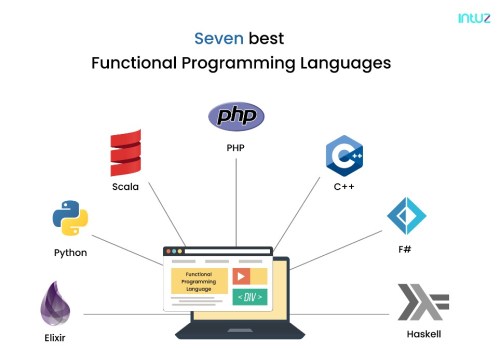 INTUZ
Seven best
Functional Programming Languages
php
PHP
Scala
C++
C++
Python
F#
Functional
Programming
Language
< DIV >
Elixir
Haskell